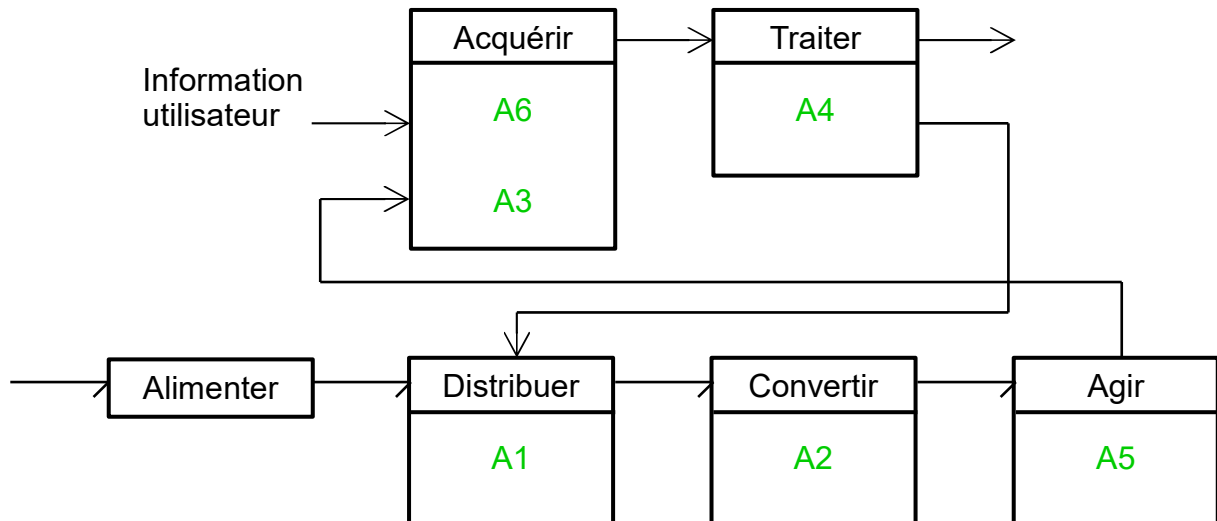 Acquérir
Traiter
Information
utilisateur
A6
A4
A3
Alimenter
Distribuer
Convertir
Agir
A1
A2
A5